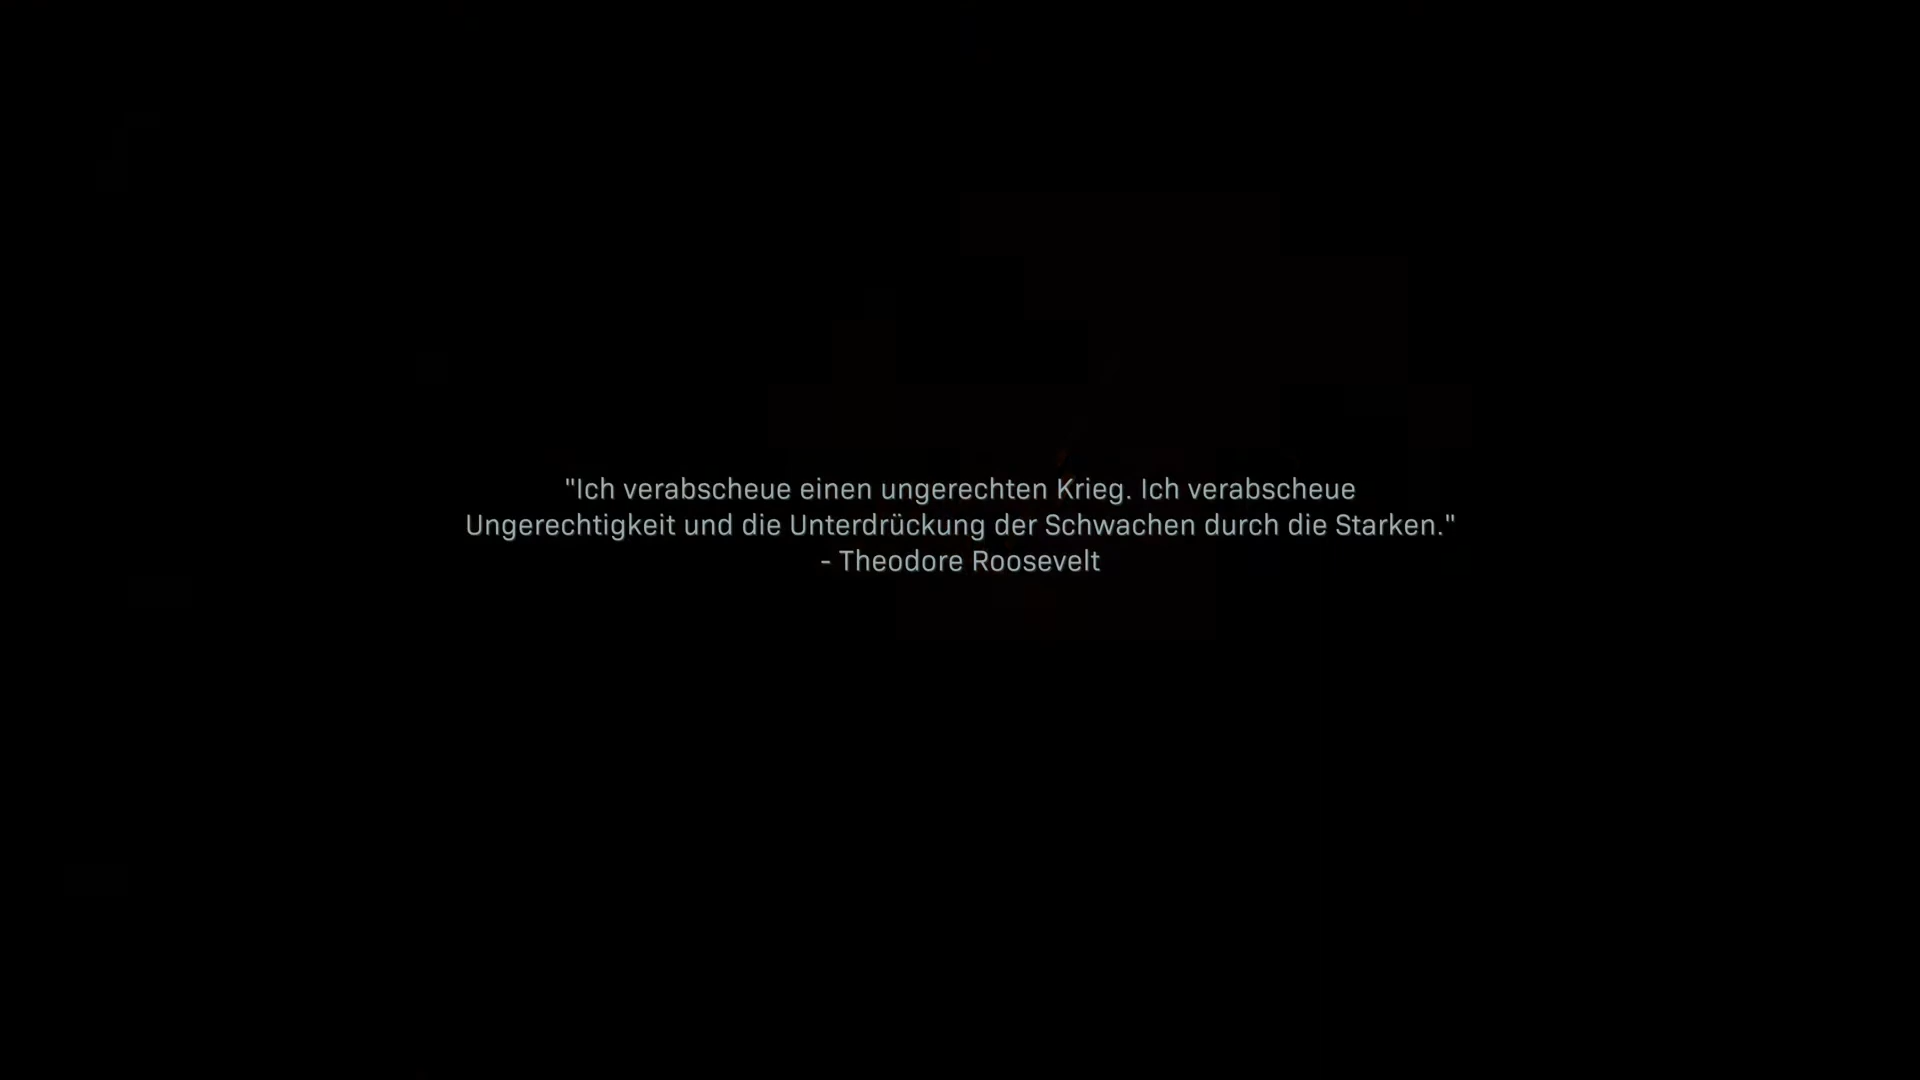 "Ich verabscheue einen ungerechten Krieg. Ich verabscheue
Ungerechtigkeit und die Unterdrückung der Schwachen durch die Starken."
- Theodore Roosevelt